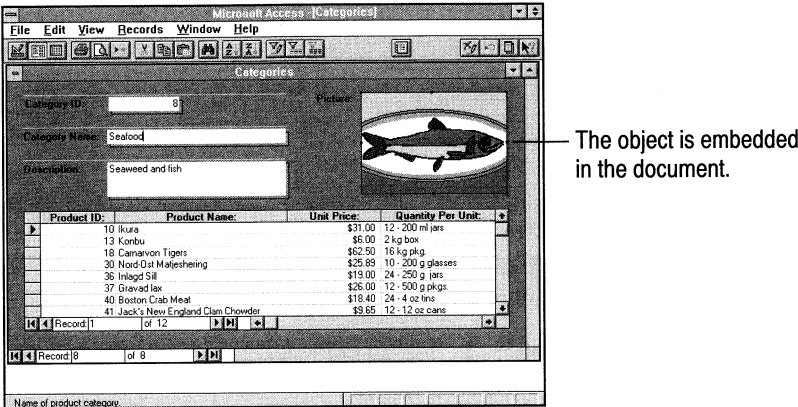 Microsoft Access - [Categories]
File Edit View Records Window Help
Categories
Category ID: 8
Picture:
Category Name: Seafood
Description: Seaweed and fish
The object is embedded
in the document.
Product ID: Product Name: Unit Price: Quantity Per Unit:
10 Ikura $31.00 12 - 200 ml jars
13 Konbu $6.00 2 kg box
18 Carnarvon Tigers $62.50 16 kg pkg.
30 Nord-Ost Matjeshering $25.89 10 - 200 g glasses
36 Inlagd Sill $19.00 24 - 250 g jars
37 Gravad lax $26.00 12 - 500 g pkgs.
40 Boston Crab Meat $18.40 24 - 4 oz tins
41 Jack's New England Clam Chowder $9.65 12 - 12 oz cans
Record: 1 of 12
Record: 8 of 8
Name of product category.